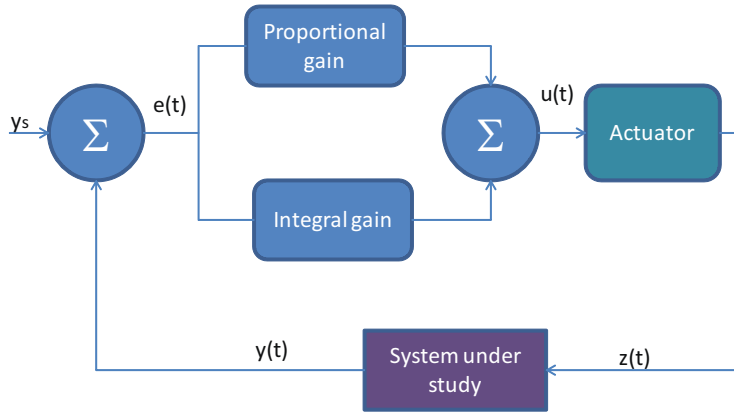 Proportional
gain
e(t)
u(t)
ys
Σ
Σ
Actuator
Integral gain
y(t)
System under
study
z(t)